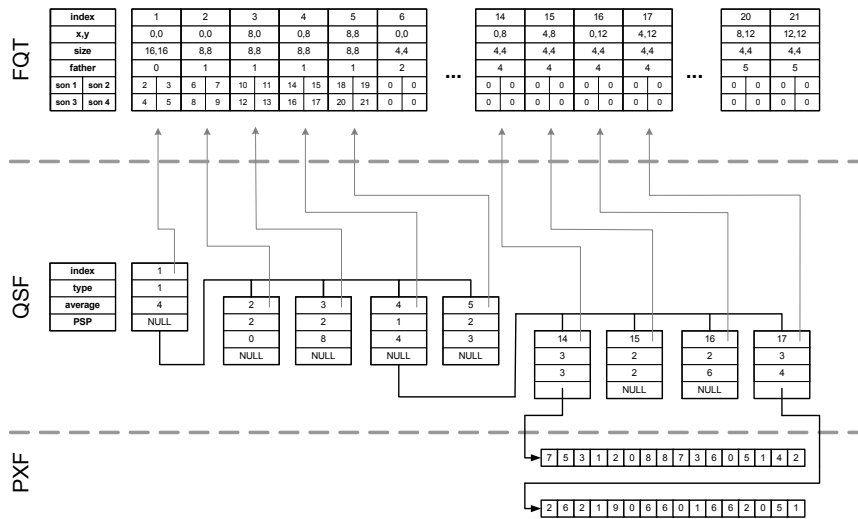 FQT
index 1 2 3 4 5 6 14 15 16 17 20 21
x,y 0,0 0,0 8,0 0,8 8,8 0,0 0,8 4,8 0,12 4,12 8,12 12,12
size 16,16 8,8 8,8 8,8 8,8 4,4 4,4 4,4 4,4 4,4 4,4 4,4
father 0 1 1 1 1 2 ... 4 4 4 4 ... 5 5
son 1 son 2 2 3 6 7 10 11 14 15 18 19 0 0 0 0 0 0 0 0 0 0 0 0 0 0
son 3 son 4 4 5 8 9 12 13 16 17 20 21 0 0 0 0 0 0 0 0 0 0 0 0 0 0
QSF
index 1
type 1
average 4 2 3 4 5
PSP NULL 2 2 1 2
0 8 4 3 14 15 16 17
NULL NULL NULL NULL 3 2 2 3
3 2 6 4
NULL NULL
PXF
7 5 3 1 2 0 8 8 7 3 6 0 5 1 4 2
2 6 2 1 9 0 6 6 0 1 6 6 2 0 5 1